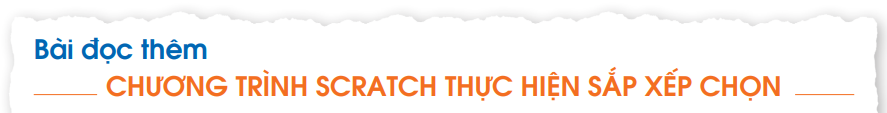 Bài đọc thêm
CHƯƠNG TRÌNH SCRATCH THỰC HIỆN SẮP XẾP CHỌN